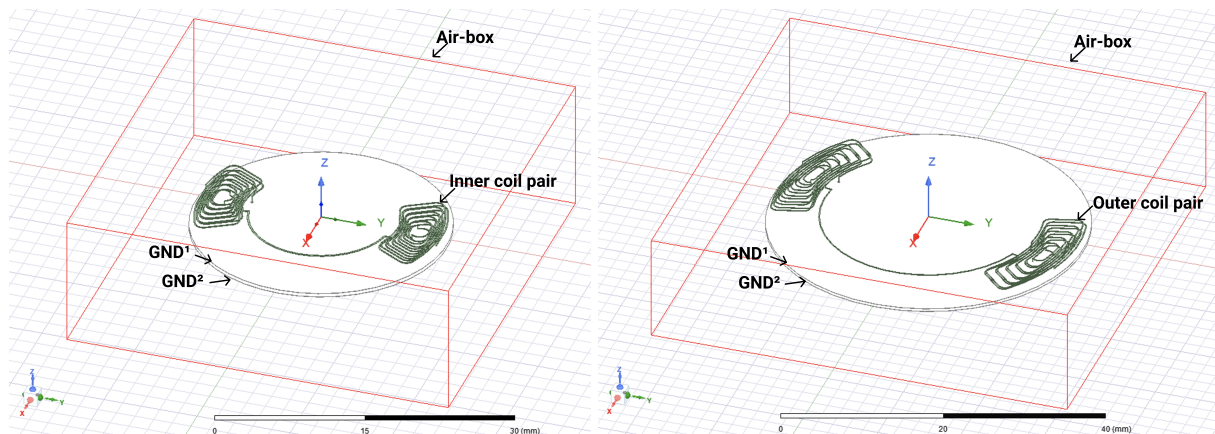 Air-box
Z
Inner coil pair
Y
X
GND¹
GND²
Z
Y
X
0
15
30 (mm)
Air-box
Z
Outer coil pair
Y
X
GND¹
GND²
Z
Y
X
0
20
40 (mm)